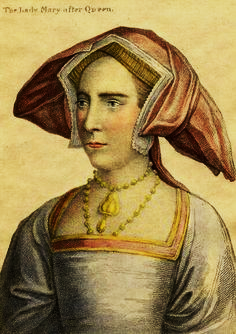 The Lady Mary after Queen.